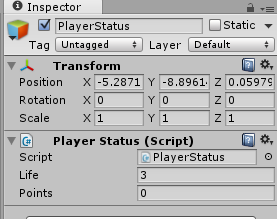 Inspector
PlayerStatus Static
Tag Untagged Layer Default
Transform
Position X -5.2871 Y -8.8961 Z 0.05979
Rotation X 0 Y 0 Z 0
Scale X 1 Y 1 Z 1
Player Status (Script)
Script PlayerStatus
Life 3
Points 0